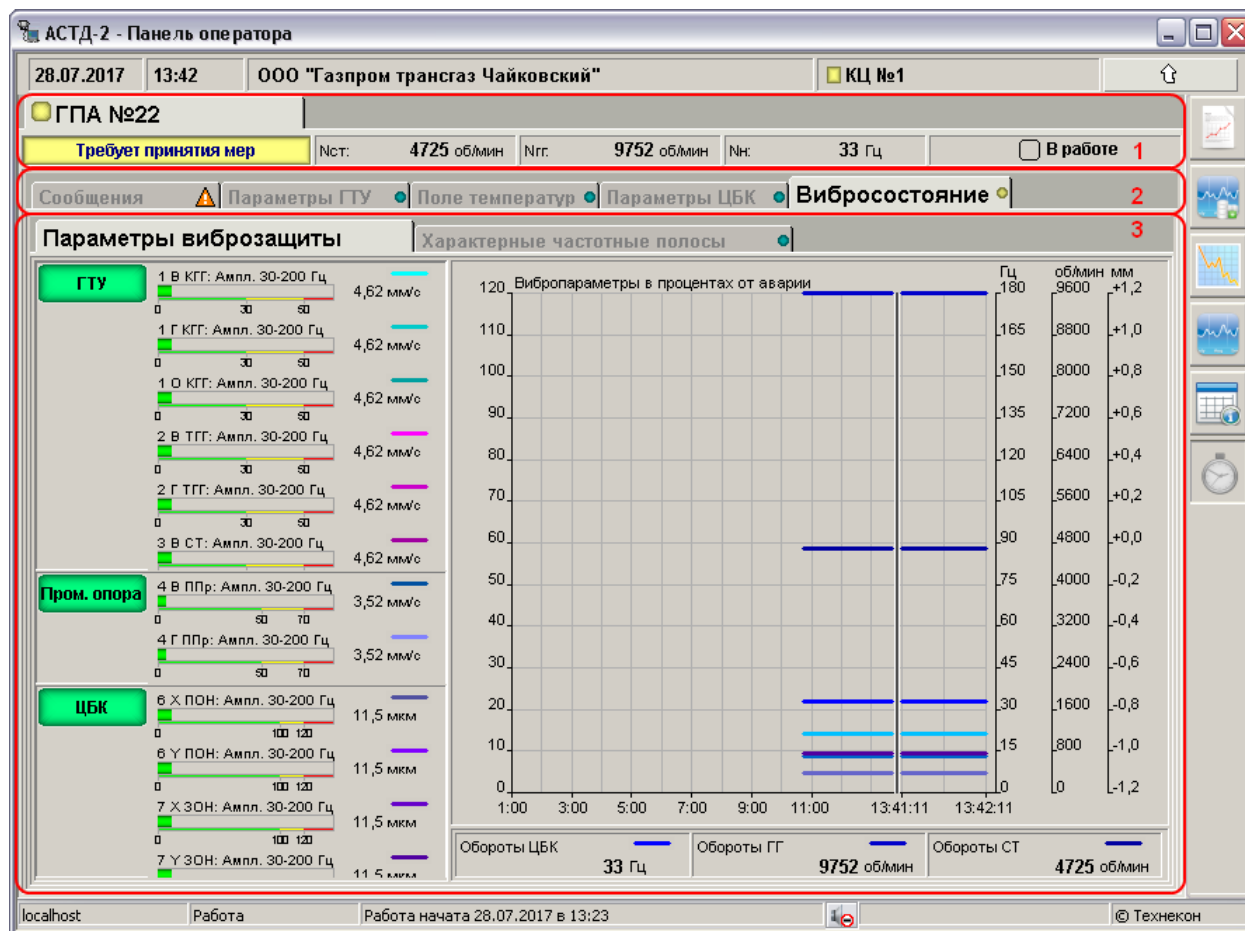 АСТД-2 - Панель оператора
28.07.2017 13:42 ООО "Газпром трансгаз Чайковский" КЦ №1
ГПА №22
Требует принятия мер Nст: 4725 об/мин Nгг: 9752 об/мин Nн: 33 Гц В работе 1
Сообщения Параметры ГТУ Поле температур Параметры ЦБК Вибросостояние 2
Параметры виброзащиты Характерные частотные полосы 3
ГТУ
1 В КГГ: Ампл. 30-200 Гц
4,62 мм/с
0 30 50
1 Г КГГ: Ампл. 30-200 Гц
4,62 мм/с
0 30 50
1 О КГГ: Ампл. 30-200 Гц
4,62 мм/с
0 30 50
2 В ТГГ: Ампл. 30-200 Гц
4,62 мм/с
0 30 50
2 Г ТГГ: Ампл. 30-200 Гц
4,62 мм/с
0 30 50
3 В СТ: Ампл. 30-200 Гц
4,62 мм/с
Пром. опора
4 В ППр: Ампл. 30-200 Гц
3,52 мм/с
0 50 70
4 Г ППр: Ампл. 30-200 Гц
3,52 мм/с
0 50 70
ЦБК
6 X ПОН: Ампл. 30-200 Гц
11,5 мкм
0 100 120
6 Y ПОН: Ампл. 30-200 Гц
11,5 мкм
0 100 120
7 X ЗОН: Ампл. 30-200 Гц
11,5 мкм
0 100 120
7 Y ЗОН: Ампл. 30-200 Гц
11,5 мкм
Вибропараметры в процентах от аварии
Гц об/мин мм
120 180 9600 +1,2
110 165 8800 +1,0
100 150 8000 +0,8
90 135 7200 +0,6
80 120 6400 +0,4
70 105 5600 +0,2
60 90 4800 +0,0
50 75 4000 -0,2
40 60 3200 -0,4
30 45 2400 -0,6
20 30 1600 -0,8
10 15 800 -1,0
0 0 0 -1,2
1:00 3:00 5:00 7:00 9:00 11:00 13:41:11 13:42:11
Обороты ЦБК 33 Гц
Обороты ГГ 9752 об/мин
Обороты СТ 4725 об/мин
localhost Работа Работа начата 28.07.2017 в 13:23 © Технекон